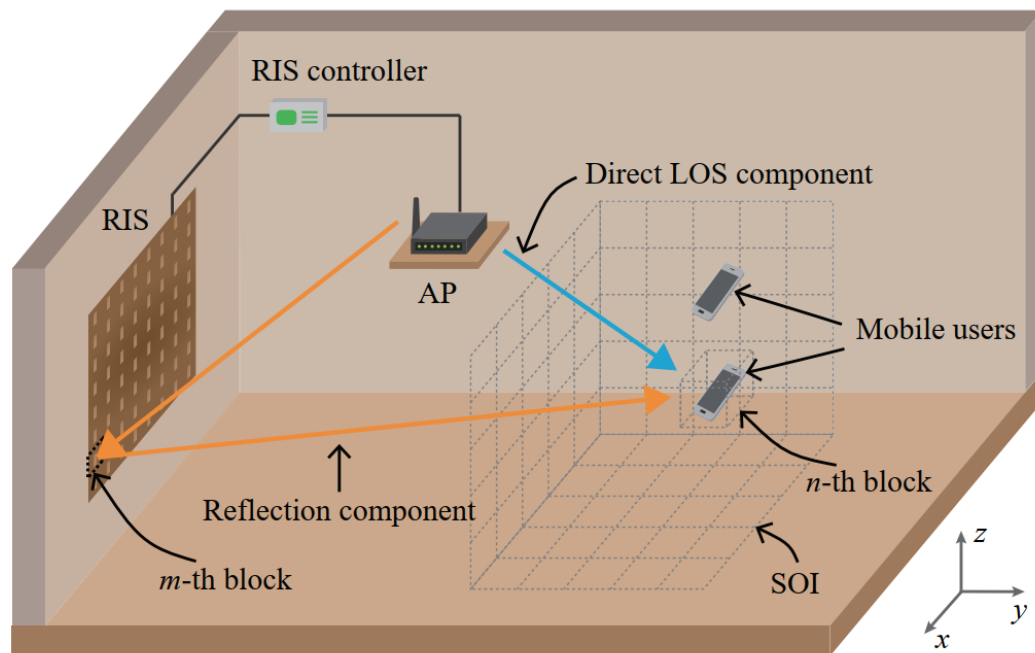 RIS controller
Direct LOS component
RIS
AP
Mobile users
n-th block
Reflection component
m-th block
SOI
z
y
x